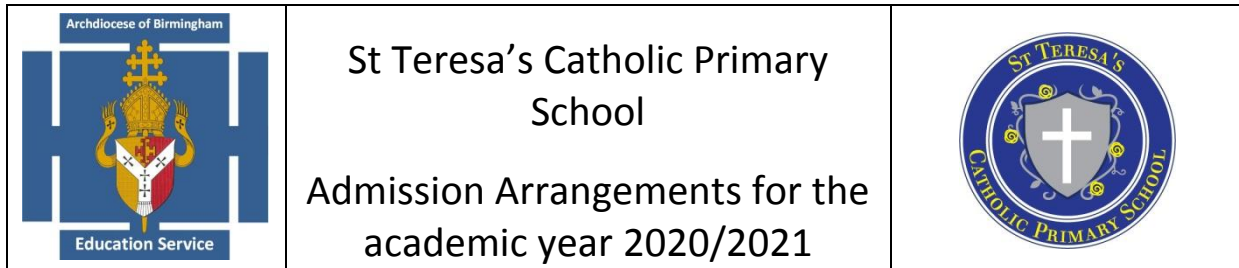 Archdiocese of Birmingham
Education Service
St Teresa’s Catholic Primary
School
Admission Arrangements for the
academic year 2020/2021
ST TERESA'S
CATHOLIC PRIMARY SCHOOL